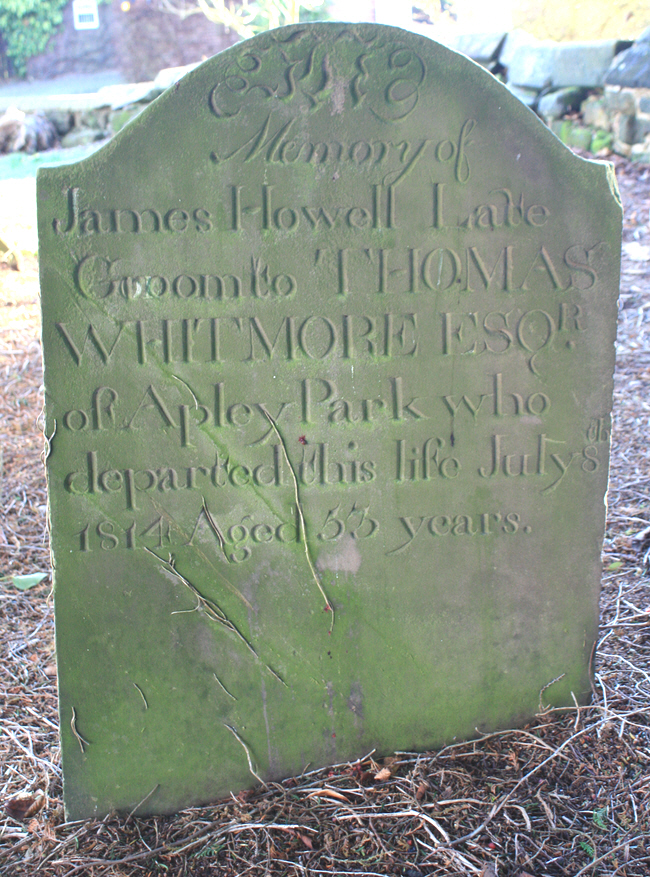 In
Memory of
James Howell Late
Groom to THOMAS
WHITMORE ESQR.
of Apley Park who
departed this life July 8th
1814 Aged 53 years.